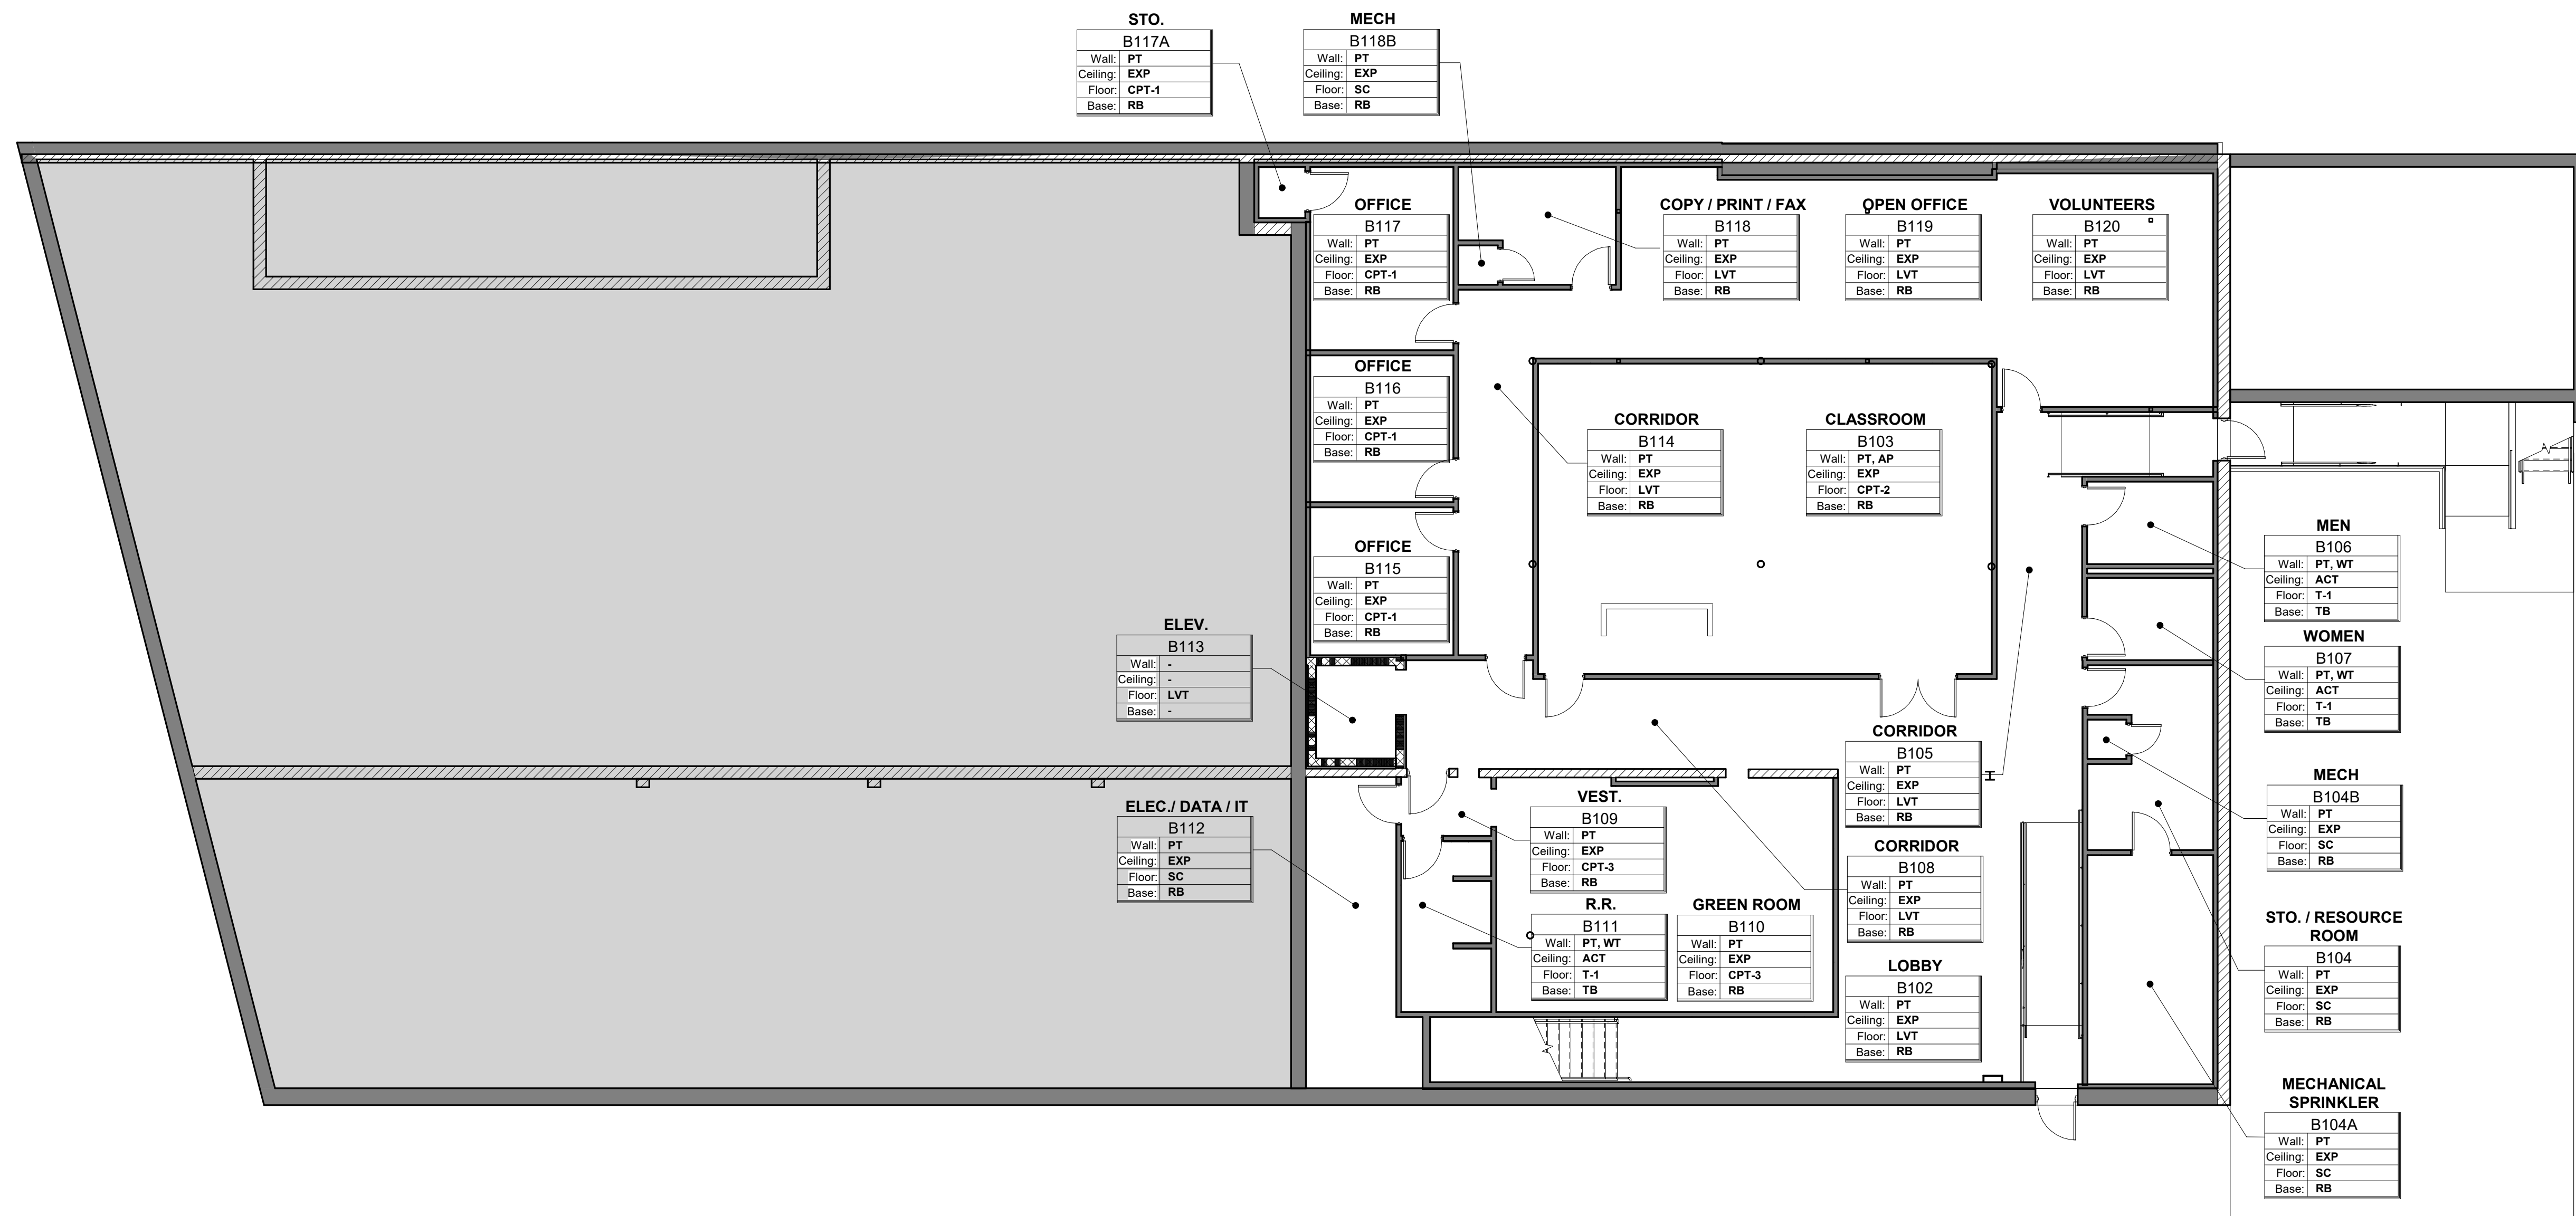 STO.
B117A
Wall: PT
Ceiling: EXP
Floor: CPT-1
Base: RB
MECH
B118B
Wall: PT
Ceiling: EXP
Floor: SC
Base: RB
OFFICE
B117
Wall: PT
Ceiling: EXP
Floor: CPT-1
Base: RB
COPY / PRINT / FAX
B118
Wall: PT
Ceiling: EXP
Floor: LVT
Base: RB
OPEN OFFICE
B119
Wall: PT
Ceiling: EXP
Floor: LVT
Base: RB
VOLUNTEERS
B120
Wall: PT
Ceiling: EXP
Floor: LVT
Base: RB
OFFICE
B116
Wall: PT
Ceiling: EXP
Floor: CPT-1
Base: RB
CORRIDOR
B114
Wall: PT
Ceiling: EXP
Floor: LVT
Base: RB
CLASSROOM
B103
Wall: PT, AP
Ceiling: EXP
Floor: CPT-2
Base: RB
OFFICE
B115
Wall: PT
Ceiling: EXP
Floor: CPT-1
Base: RB
MEN
B106
Wall: PT, WT
Ceiling: ACT
Floor: T-1
Base: TB
ELEV.
B113
Wall: -
Ceiling: -
Floor: LVT
Base: -
WOMEN
B107
Wall: PT, WT
Ceiling: ACT
Floor: T-1
Base: TB
CORRIDOR
B105
Wall: PT
Ceiling: EXP
Floor: LVT
Base: RB
MECH
B104B
Wall: PT
Ceiling: EXP
Floor: SC
Base: RB
ELEC./ DATA / IT
B112
Wall: PT
Ceiling: EXP
Floor: SC
Base: RB
VEST.
B109
Wall: PT
Ceiling: EXP
Floor: CPT-3
Base: RB
CORRIDOR
B108
Wall: PT
Ceiling: EXP
Floor: LVT
Base: RB
R.R.
B111
Wall: PT, WT
Ceiling: ACT
Floor: T-1
Base: TB
GREEN ROOM
B110
Wall: PT
Ceiling: EXP
Floor: CPT-3
Base: RB
STO. / RESOURCE
ROOM
B104
Wall: PT
Ceiling: EXP
Floor: SC
Base: RB
LOBBY
B102
Wall: PT
Ceiling: EXP
Floor: LVT
Base: RB
MECHANICAL
SPRINKLER
B104A
Wall: PT
Ceiling: EXP
Floor: SC
Base: RB